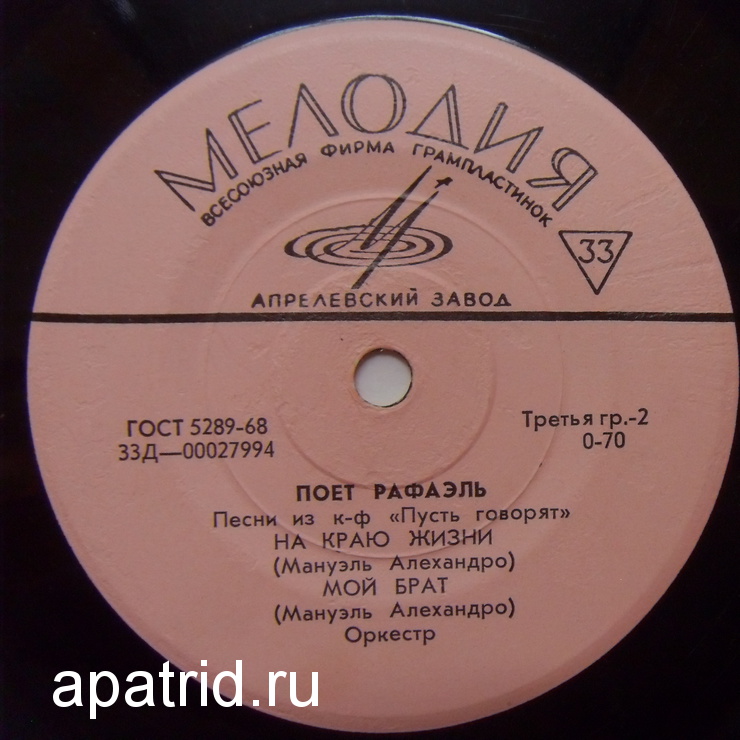 МЕЛОДИЯ
ВСЕСОЮЗНАЯ ФИРМА ГРАМПЛАСТИНОК
33
АПРЕЛЕВСКИЙ ЗАВОД
ГОСТ 5289-68
33Д—00027994
Третья гр.-2
0-70
ПОЕТ РАФАЭЛЬ
Песни из к-ф «Пусть говорят»
НА КРАЮ ЖИЗНИ
(Мануэль Алехандро)
МОЙ БРАТ
(Мануэль Алехандро)
Оркестр
apatrid.ru